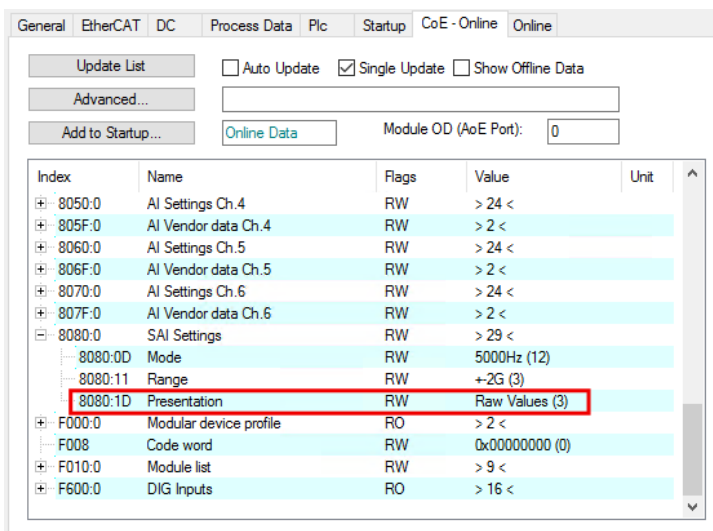 General EtherCAT DC Process Data Plc Startup CoE - Online Online
Update List Auto Update Single Update Show Offline Data
Advanced...
Add to Startup... Online Data Module OD (AoE Port): 0
Index Name Flags Value Unit
8050:0 AI Settings Ch.4 RW > 24 <
805F:0 AI Vendor data Ch.4 RW > 2 <
8060:0 AI Settings Ch.5 RW > 24 <
806F:0 AI Vendor data Ch.5 RW > 2 <
8070:0 AI Settings Ch.6 RW > 24 <
807F:0 AI Vendor data Ch.6 RW > 2 <
8080:0 SAI Settings RW > 29 <
8080:0D Mode RW 5000Hz (12)
8080:11 Range RW +-2G (3)
8080:1D Presentation RW Raw Values (3)
F000:0 Modular device profile RO > 2 <
F008 Code word RW 0x00000000 (0)
F010:0 Module list RW > 9 <
F600:0 DIG Inputs RO > 16 <